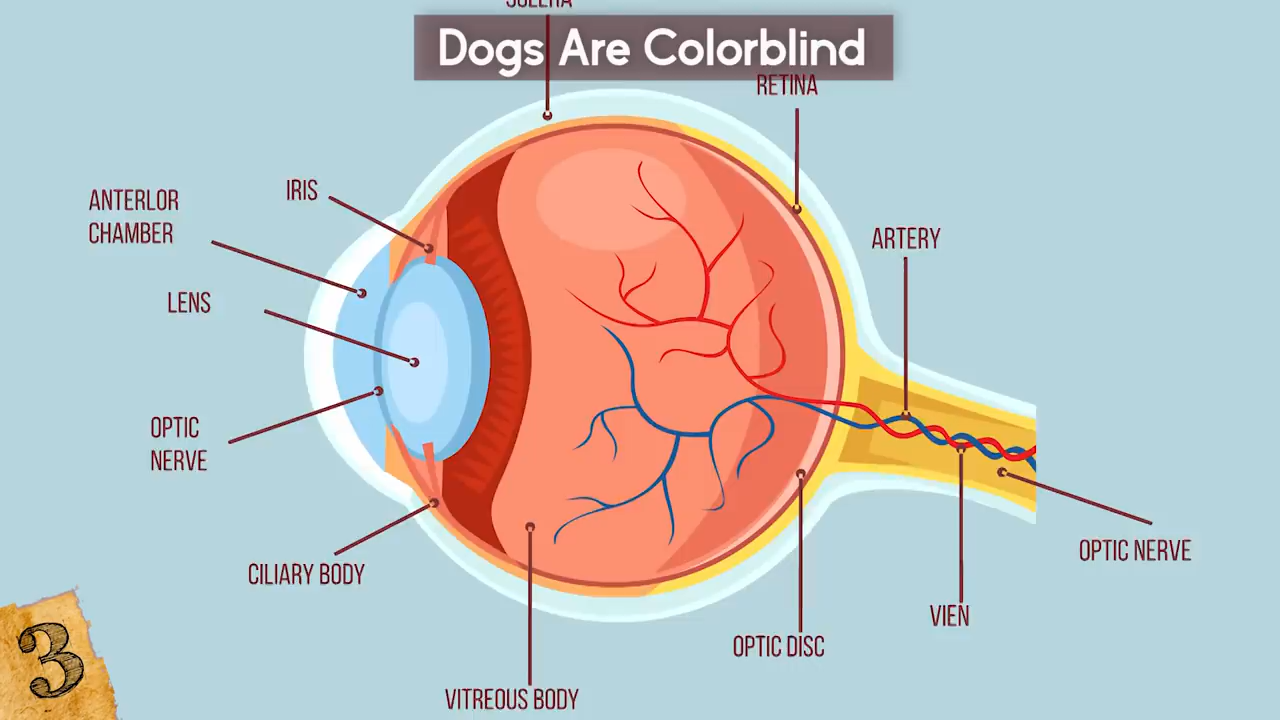 SCLERA
Dogs Are Colorblind
RETINA
IRIS
ANTERLOR
CHAMBER
ARTERY
LENS
OPTIC
NERVE
OPTIC NERVE
CILIARY BODY
VIEN
OPTIC DISC
VITREOUS BODY
3